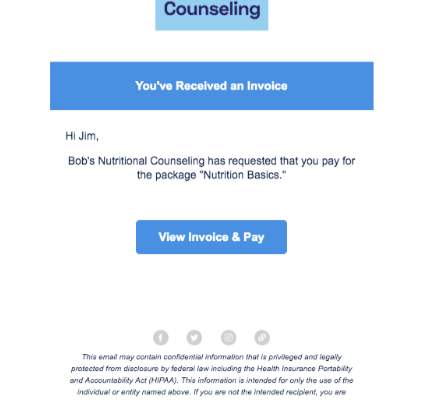 Counseling
You've Received an Invoice
Hi Jim,
Bob's Nutritional Counseling has requested that you pay for
the package "Nutrition Basics."
View Invoice & Pay
This email may contain confidential information that is privileged and legally
protected from disclosure by federal law including the Health Insurance Portability
and Accountability Act (HIPAA). This information is intended for only the use of the
individual or entity named above. If you are not the intended recipient, you are